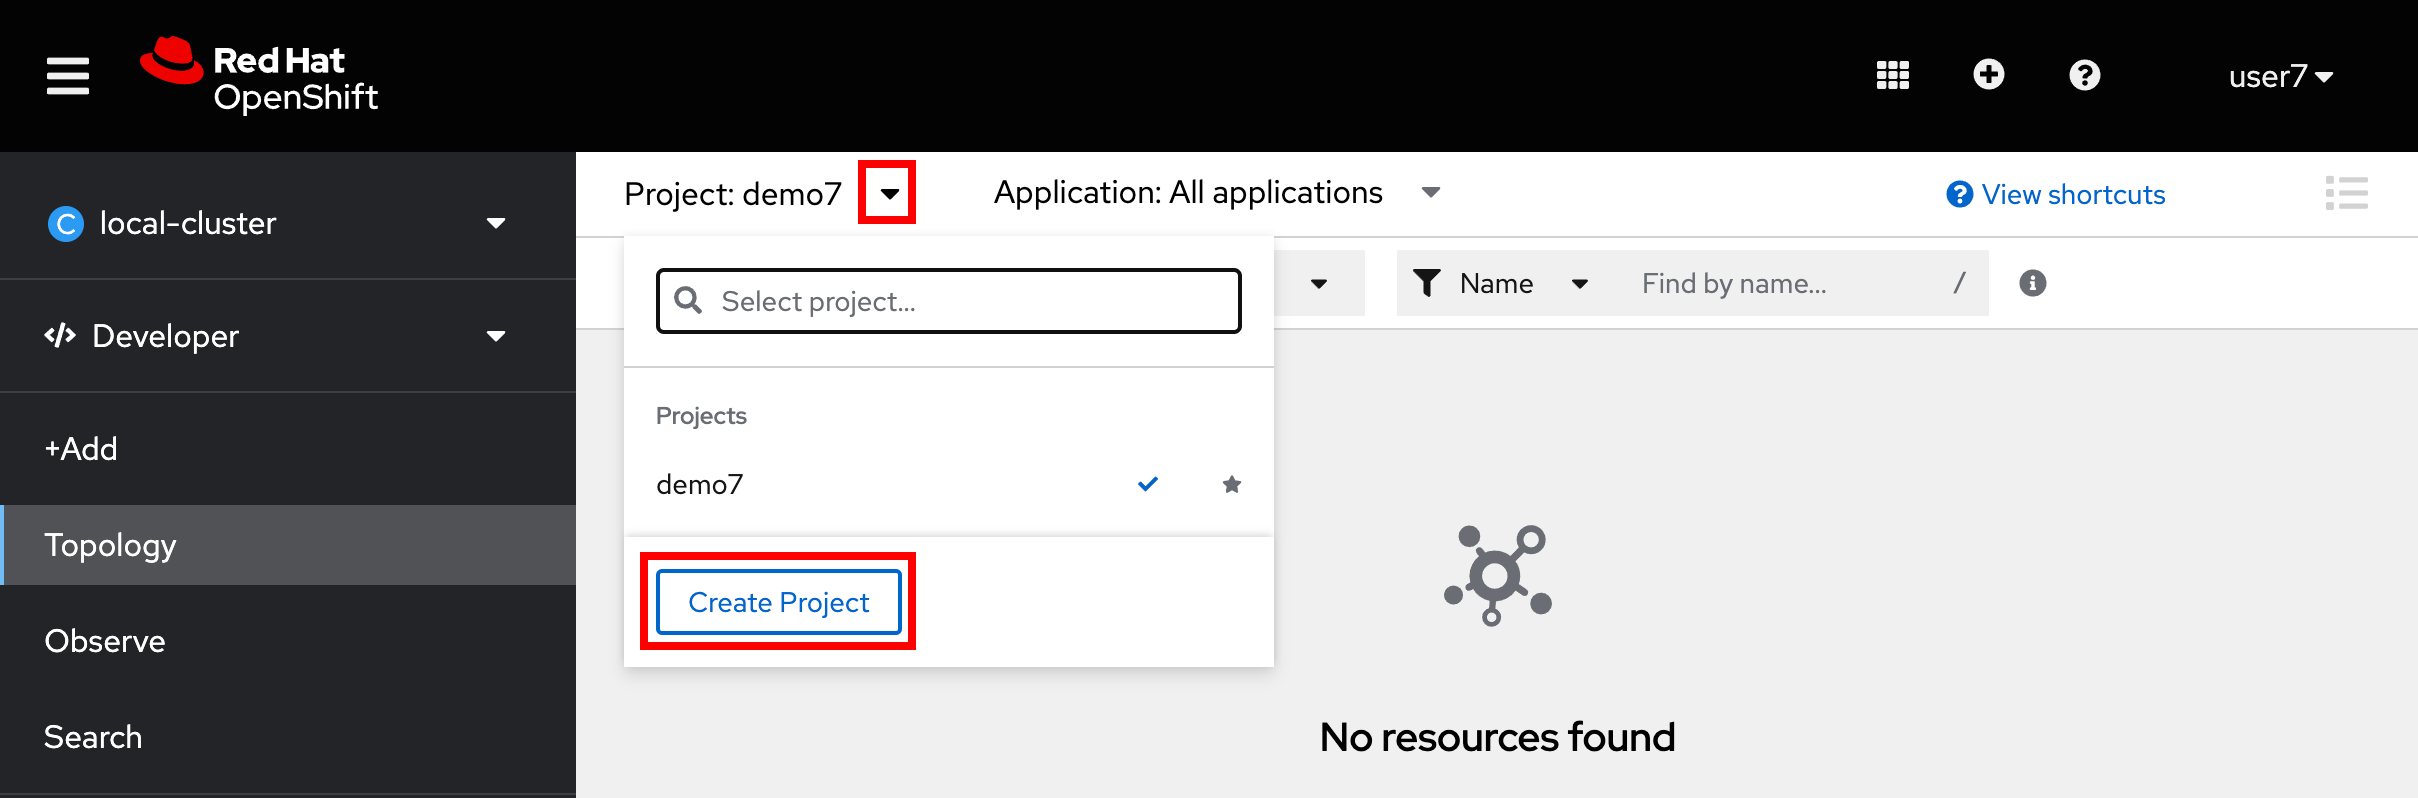 Red Hat
OpenShift
user7
C local-cluster
Developer
+Add
Topology
Observe
Search
Project: demo7
Application: All applications
View shortcuts
Name
Find by name...
/
Select project...
Projects
demo7
Create Project
No resources found